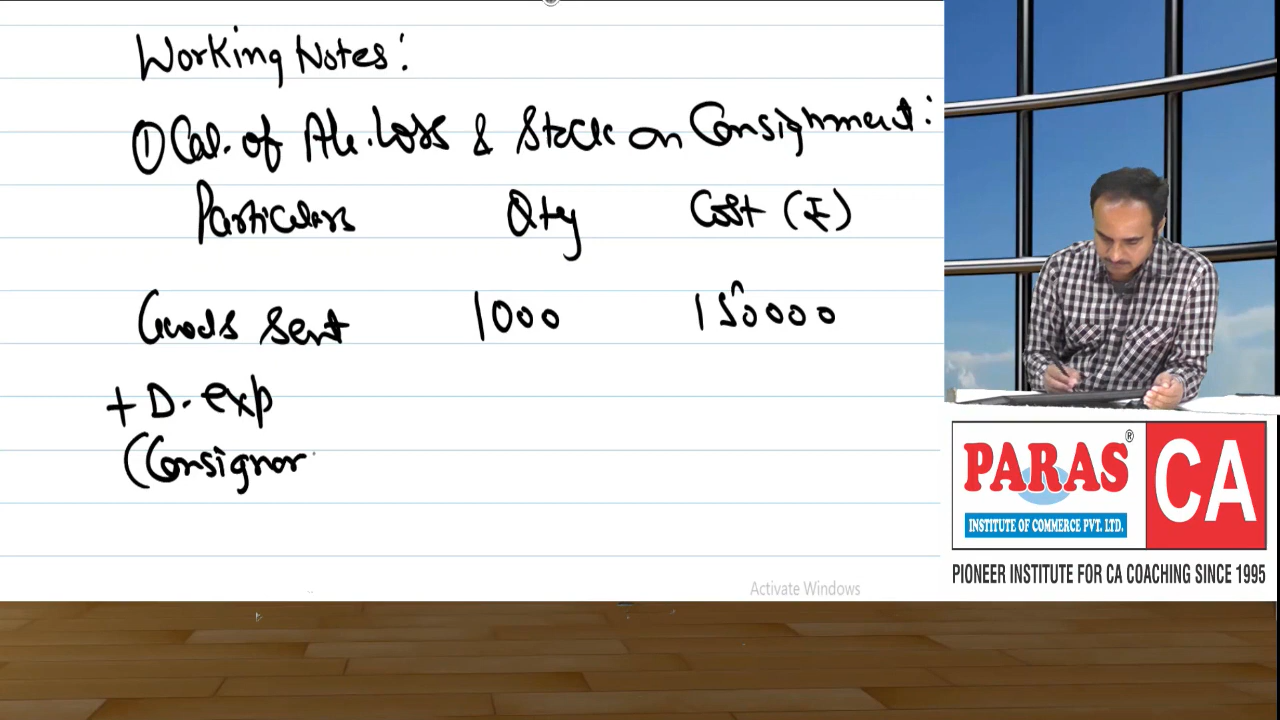 Working Notes:
① Cal. of Ab. Loss & Stock on Consignment:
Particulars Qty Cost (₹)
Goods Sent 1000 150000
+ D. exp
(Consignor
PARAS®
INSTITUTE OF COMMERCE PVT. LTD.
CA
PIONEER INSTITUTE FOR CA COACHING SINCE 1995
Activate Windows